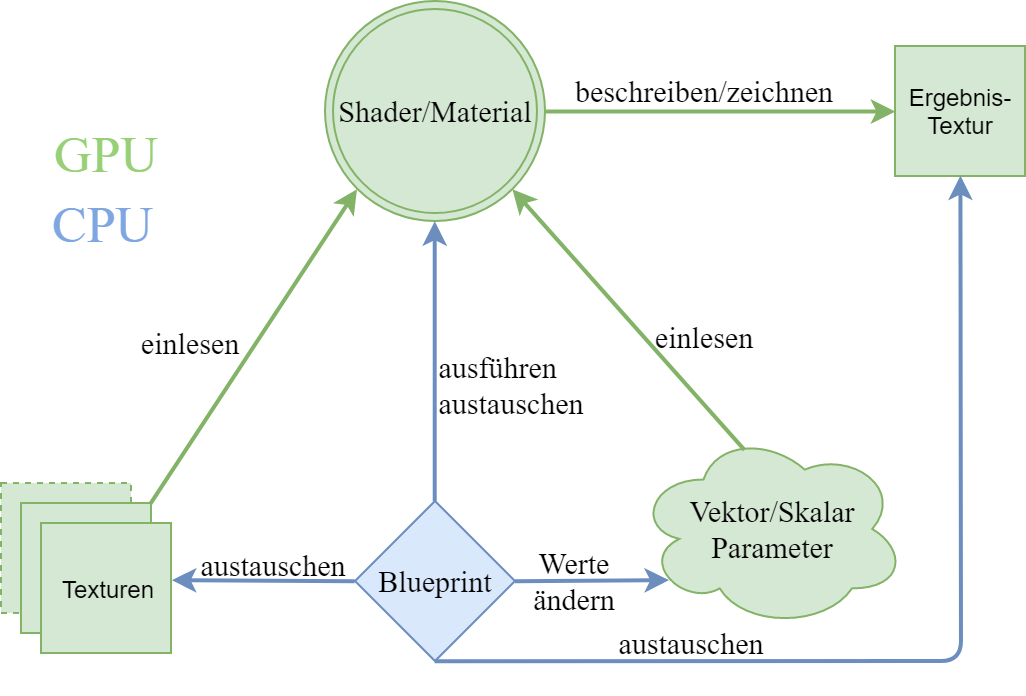 beschreiben/zeichnen
Ergebnis-
Textur
Shader/Material
GPU
CPU
einlesen
einlesen
ausführen
austauschen
Vektor/Skalar
Parameter
austauschen
Werte
ändern
Texturen
Blueprint
austauschen